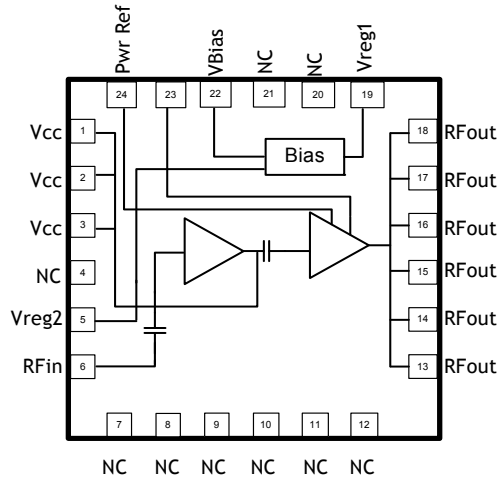 Pwr Ref
VBias
NC
NC
Vreg1
24
23
22
21
20
19
Vcc
1
18
RFout
Vcc
2
17
RFout
Vcc
3
16
RFout
NC
4
15
RFout
Vreg2
5
14
RFout
RFin
6
13
RFout
Bias
7
8
9
10
11
12
NC
NC
NC
NC
NC
NC